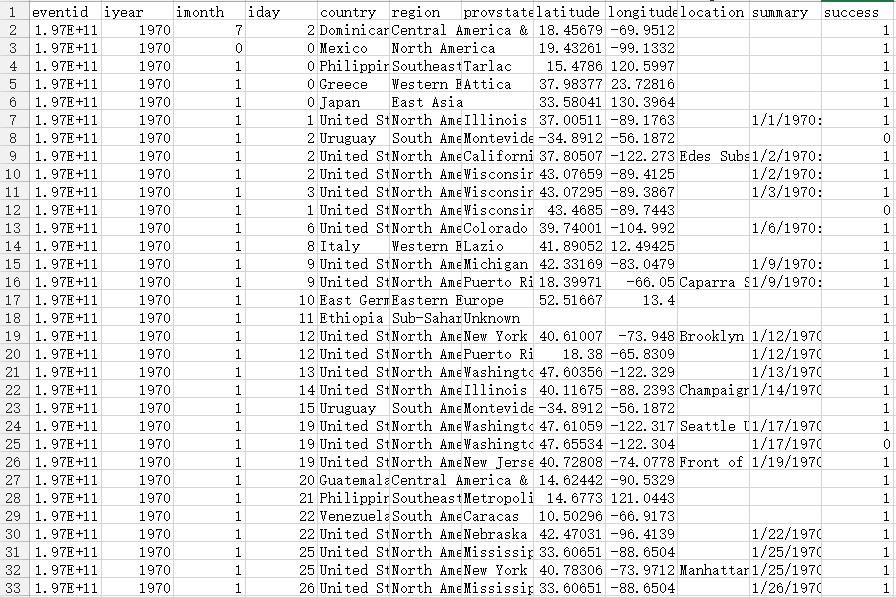 1 eventid iyear imonth iday country region provstate latitude longitude location summary success
2 1.97E+11 1970 7 2 Dominican Central America & 18.45679 -69.9512 1
3 1.97E+11 1970 0 0 Mexico North America 19.43261 -99.1332 1
4 1.97E+11 1970 1 0 Philippin Southeast Tarlac 15.4786 120.5997 1
5 1.97E+11 1970 1 0 Greece Western E Attica 37.98377 23.72816 1
6 1.97E+11 1970 1 0 Japan East Asia 33.58041 130.3964 1
7 1.97E+11 1970 1 1 United St North Ame Illinois 37.00511 -89.1763 1/1/1970: 1
8 1.97E+11 1970 1 2 Uruguay South Ame Montevide -34.8912 -56.1872 0
9 1.97E+11 1970 1 2 United St North Ame Californi 37.80507 -122.273 Edes Subs 1/2/1970: 1
10 1.97E+11 1970 1 2 United St North Ame Wisconsin 43.07659 -89.4125 1/2/1970: 1
11 1.97E+11 1970 1 3 United St North Ame Wisconsin 43.07295 -89.3867 1/3/1970: 1
12 1.97E+11 1970 1 1 United St North Ame Wisconsin 43.4685 -89.7443 0
13 1.97E+11 1970 1 6 United St North Ame Colorado 39.74001 -104.992 1/6/1970: 1
14 1.97E+11 1970 1 8 Italy Western E Lazio 41.89052 12.49425 1
15 1.97E+11 1970 1 9 United St North Ame Michigan 42.33169 -83.0479 1/9/1970: 1
16 1.97E+11 1970 1 9 United St North Ame Puerto Ri 18.39971 -66.05 Caparra S 1/9/1970: 1
17 1.97E+11 1970 1 10 East Germ Eastern Europe 52.51667 13.4 1
18 1.97E+11 1970 1 11 Ethiopia Sub-Sahar Unknown 1
19 1.97E+11 1970 1 12 United St North Ame New York 40.61007 -73.948 Brooklyn 1/12/1970 1
20 1.97E+11 1970 1 12 United St North Ame Puerto Ri 18.38 -65.8309 1/12/1970 1
21 1.97E+11 1970 1 13 United St North Ame Washingto 47.60356 -122.329 1/13/1970 1
22 1.97E+11 1970 1 14 United St North Ame Illinois 40.11675 -88.2393 Champaign 1/14/1970 1
23 1.97E+11 1970 1 15 Uruguay South Ame Montevide -34.8912 -56.1872 1
24 1.97E+11 1970 1 19 United St North Ame Washingto 47.61059 -122.317 Seattle U 1/17/1970 1
25 1.97E+11 1970 1 19 United St North Ame Washingto 47.65534 -122.304 1/17/1970 0
26 1.97E+11 1970 1 19 United St North Ame New Jerse 40.72808 -74.0778 Front of 1/19/1970 1
27 1.97E+11 1970 1 20 Guatemala Central America & 14.62442 -90.5329 1
28 1.97E+11 1970 1 21 Philippin Southeast Metropoli 14.6773 121.0443 1
29 1.97E+11 1970 1 22 Venezuela South Ame Caracas 10.50296 -66.9173 1
30 1.97E+11 1970 1 22 United St North Ame Nebraska 42.47031 -96.4139 1/22/1970 1
31 1.97E+11 1970 1 25 United St North Ame Mississip 33.60651 -88.6504 1/25/1970 1
32 1.97E+11 1970 1 25 United St North Ame New York 40.78306 -73.9712 Manhattan 1/25/1970 1
33 1.97E+11 1970 1 26 United St North Ame Mississip 33.60651 -88.6504 1/26/1970 1